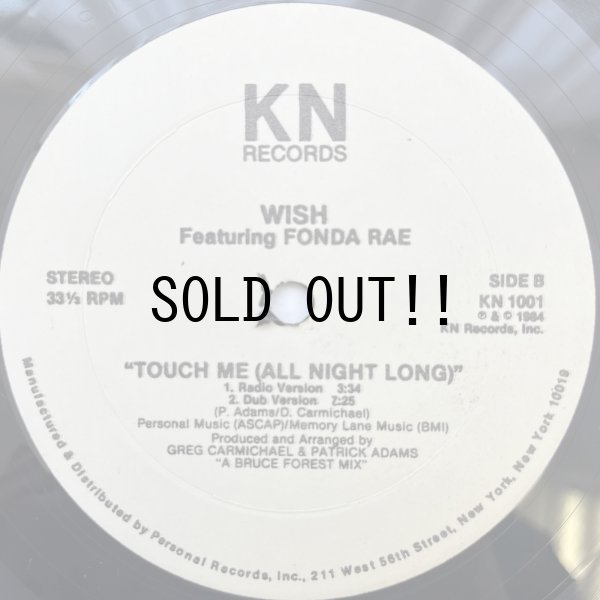 KN
RECORDS
WISH
Featuring FONDA RAE
STEREO
33⅓ RPM
SIDE B
KN 1001
℗ & © 1984
KN Records, Inc.
SOLD OUT!!
"TOUCH ME (ALL NIGHT LONG)"
1. Radio Version 3:34
2. Dub Version 7:25
(P. Adams/D. Carmichael)
Personal Music (ASCAP)/Memory Lane Music (BMI)
Produced and Arranged by
GREG CARMICHAEL & PATRICK ADAMS
"A BRUCE FOREST MIX"
Manufactured & Distributed by Personal Records, Inc., 211 West 56th Street, New York, New York 10019